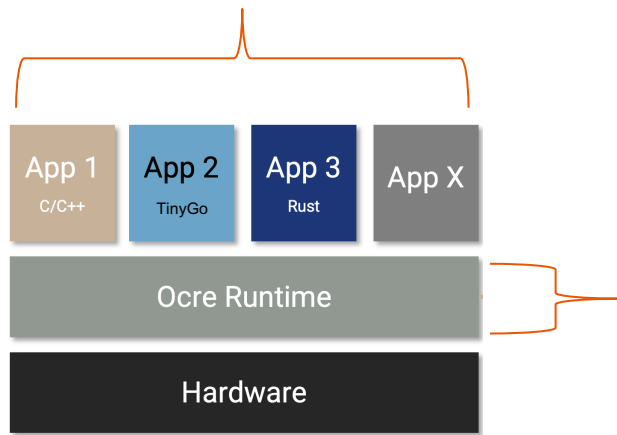 App 1
C/C++
App 2
TinyGo
App 3
Rust
App X
Ocre Runtime
Hardware